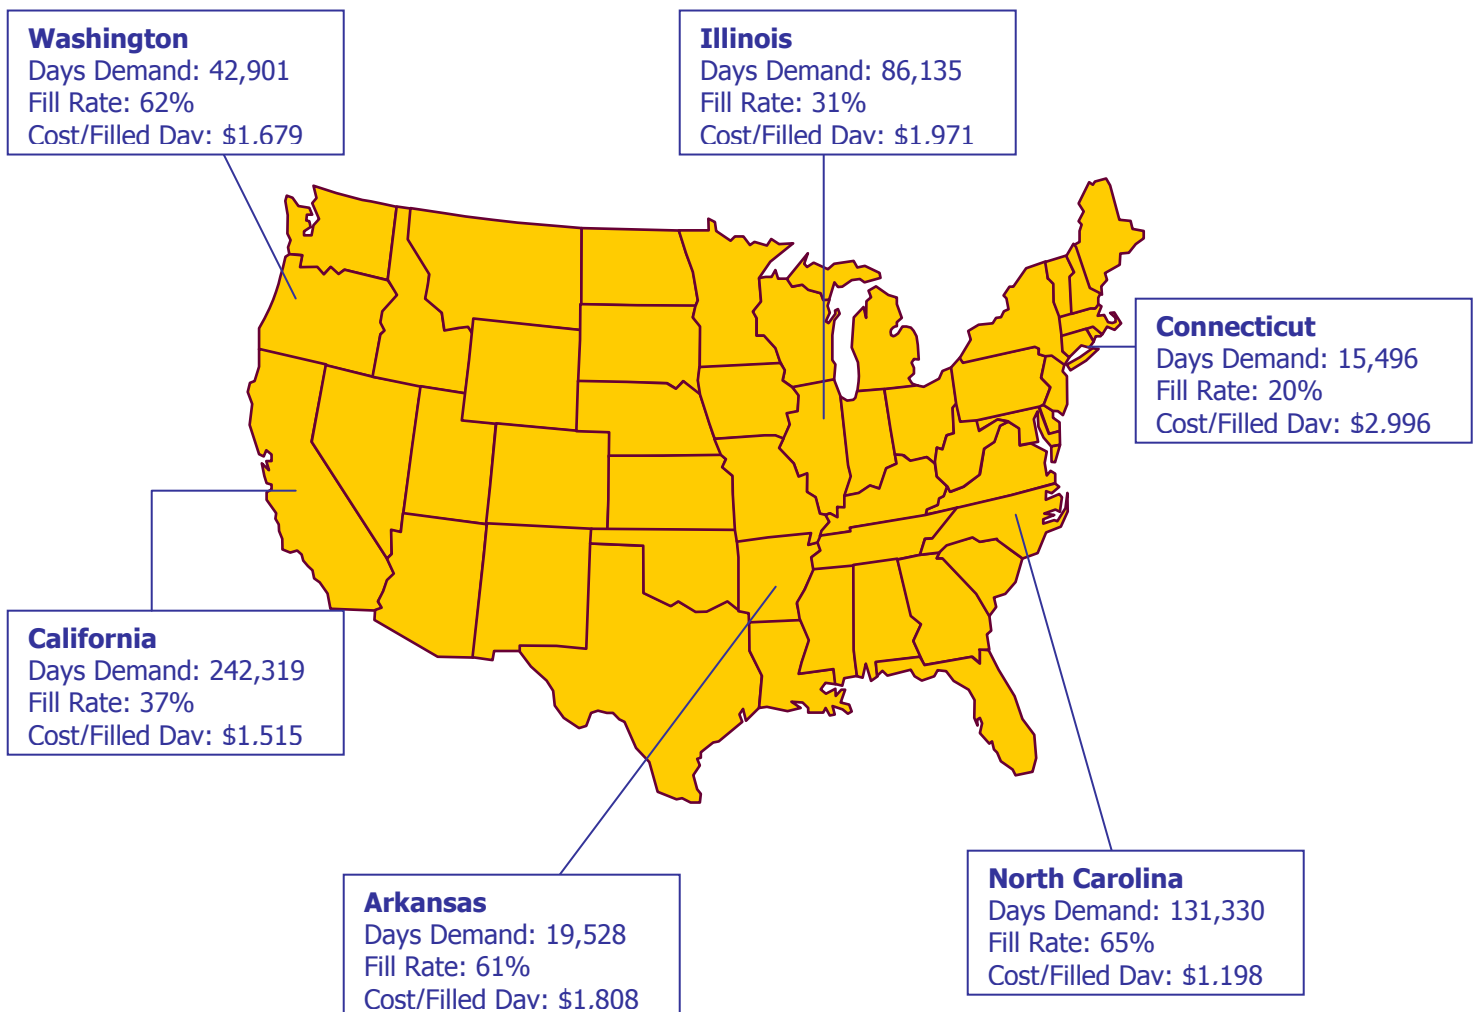 Washington
Days Demand: 42,901
Fill Rate: 62%
Cost/Filled Day: $1,679
Illinois
Days Demand: 86,135
Fill Rate: 31%
Cost/Filled Day: $1,971
Connecticut
Days Demand: 15,496
Fill Rate: 20%
Cost/Filled Day: $2,996
California
Days Demand: 242,319
Fill Rate: 37%
Cost/Filled Day: $1,515
Arkansas
Days Demand: 19,528
Fill Rate: 61%
Cost/Filled Day: $1,808
North Carolina
Days Demand: 131,330
Fill Rate: 65%
Cost/Filled Day: $1,198